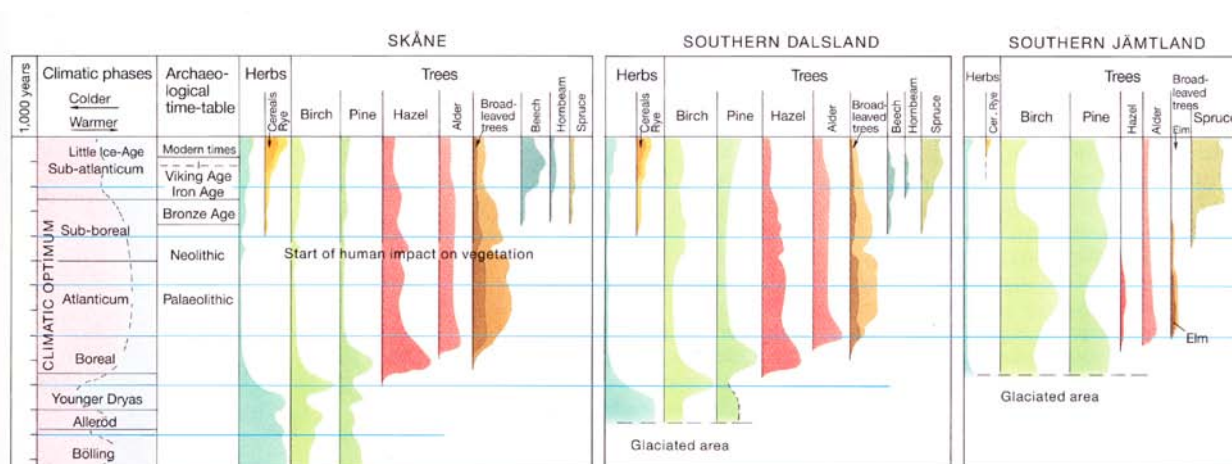 SKÅNE
SOUTHERN DALSLAND
SOUTHERN JÄMTLAND
1,000 years
Climatic phases
Colder
Warmer
Archaeo-
logical
time-table
Herbs
Trees
Cereals
Rye
Birch
Pine
Hazel
Alder
Broad-
leaved
trees
Beech
Hornbeam
Spruce
Herbs
Trees
Cereals
Rye
Birch
Pine
Hazel
Alder
Broad-
leaved
trees
Beech
Hornbeam
Spruce
Herbs
Trees
Cer. Rye
Birch
Pine
Hazel
Alder
Broad-
leaved
trees
Elm
Spruce
Little Ice-Age
Sub-atlanticum
Sub-boreal
Atlanticum
Boreal
Younger Dryas
Alleröd
Bölling
CLIMATIC OPTIMUM
Modern times
Viking Age
Iron Age
Bronze Age
Neolithic
Palaeolithic
Start of human impact on vegetation
Glaciated area
Elm
Glaciated area